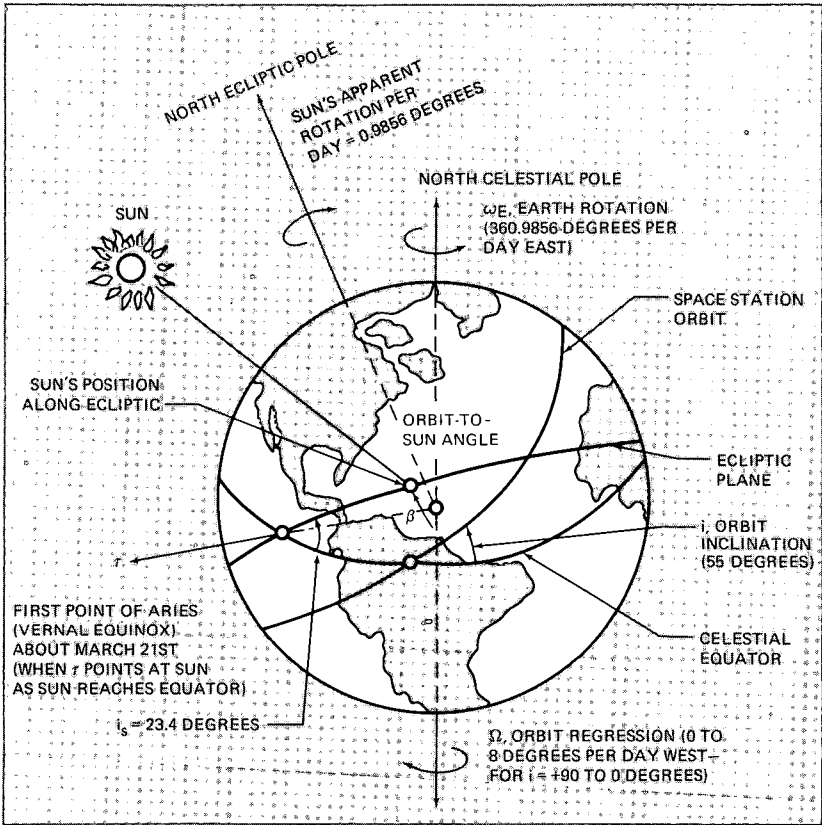 NORTH ECLIPTIC POLE
SUN'S APPARENT
ROTATION PER
DAY = 0.9856 DEGREES
NORTH CELESTIAL POLE
ωE, EARTH ROTATION
(360.9856 DEGREES PER
DAY EAST)
SUN
SPACE STATION
ORBIT
SUN'S POSITION
ALONG ECLIPTIC
ORBIT-TO-
SUN ANGLE
ECLIPTIC
PLANE
β
i, ORBIT
INCLINATION
(55 DEGREES)
τ
FIRST POINT OF ARIES
(VERNAL EQUINOX)
ABOUT MARCH 21ST
(WHEN τ POINTS AT SUN
AS SUN REACHES EQUATOR)
CELESTIAL
EQUATOR
is = 23.4 DEGREES
Ω, ORBIT REGRESSION (0 TO
8 DEGREES PER DAY WEST—
FOR i = +90 TO 0 DEGREES)